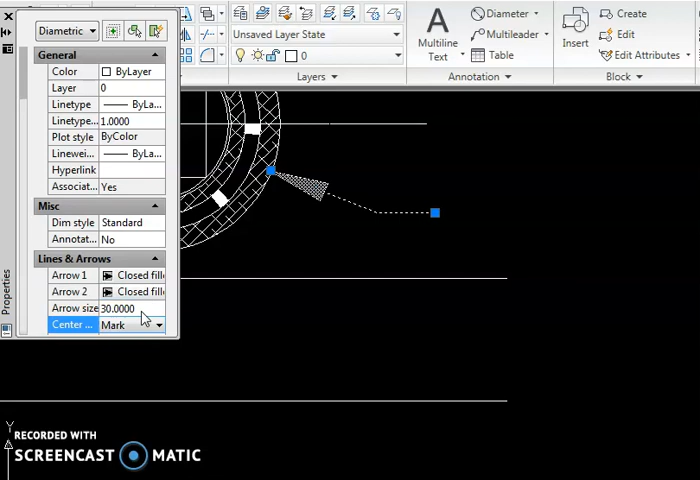 Diametric
General
Color ByLayer
Layer 0
Linetype ByLa...
Linetype... 1.0000
Plot style ByColor
Linewei... ByLa...
Hyperlink
Associat... Yes
Misc
Dim style Standard
Annotat... No
Lines & Arrows
Arrow 1 Closed fill
Arrow 2 Closed fill
Arrow size 30.0000
Center ... Mark
Properties
Unsaved Layer State
0
Layers
A
Multiline
Text
Diameter
Multileader
Table
Annotation
Insert
Create
Edit
Edit Attributes
Block
Y
RECORDED WITH
SCREENCAST MATIC